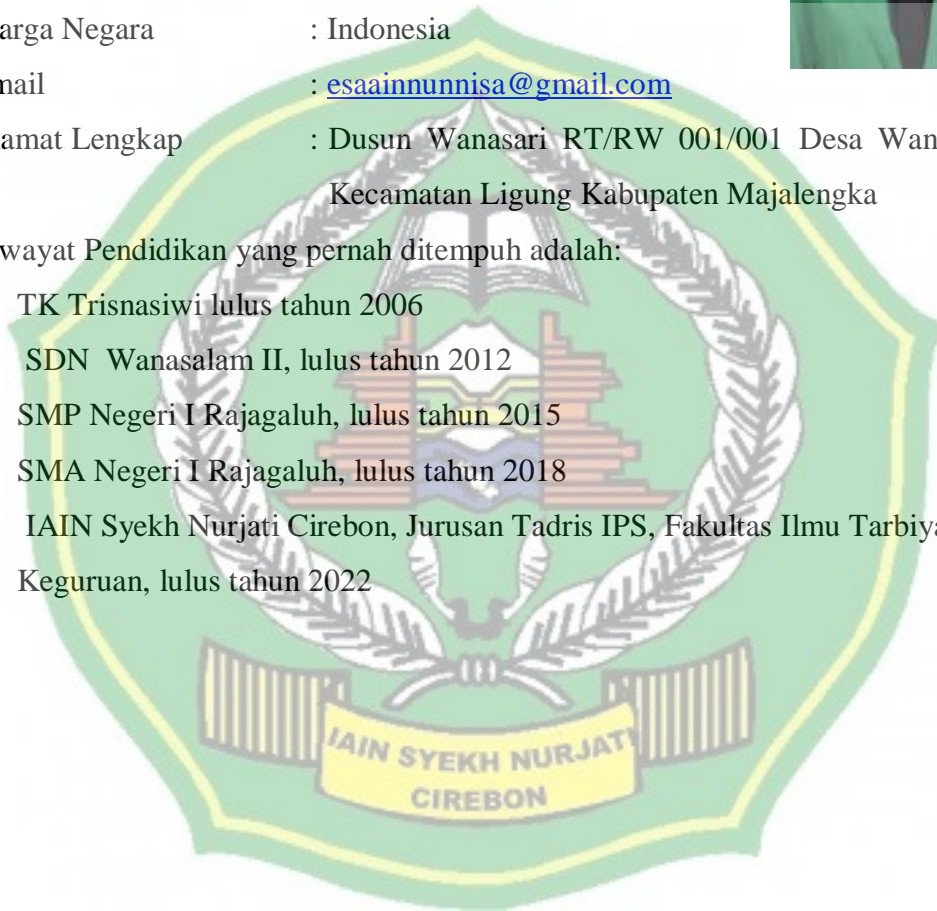 arga Negara : Indonesia
mail : esaainnunnisa@gmail.com
amat Lengkap : Dusun Wanasari RT/RW 001/001 Desa Wan
Kecamatan Ligung Kabupaten Majalengka
wayat Pendidikan yang pernah ditempuh adalah:
TK Trisnasiwi lulus tahun 2006
SDN Wanasalam II, lulus tahun 2012
SMP Negeri I Rajagaluh, lulus tahun 2015
SMA Negeri I Rajagaluh, lulus tahun 2018
IAIN Syekh Nurjati Cirebon, Jurusan Tadris IPS, Fakultas Ilmu Tarbiya
Keguruan, lulus tahun 2022
IAIN SYEKH NURJATI
CIREBON